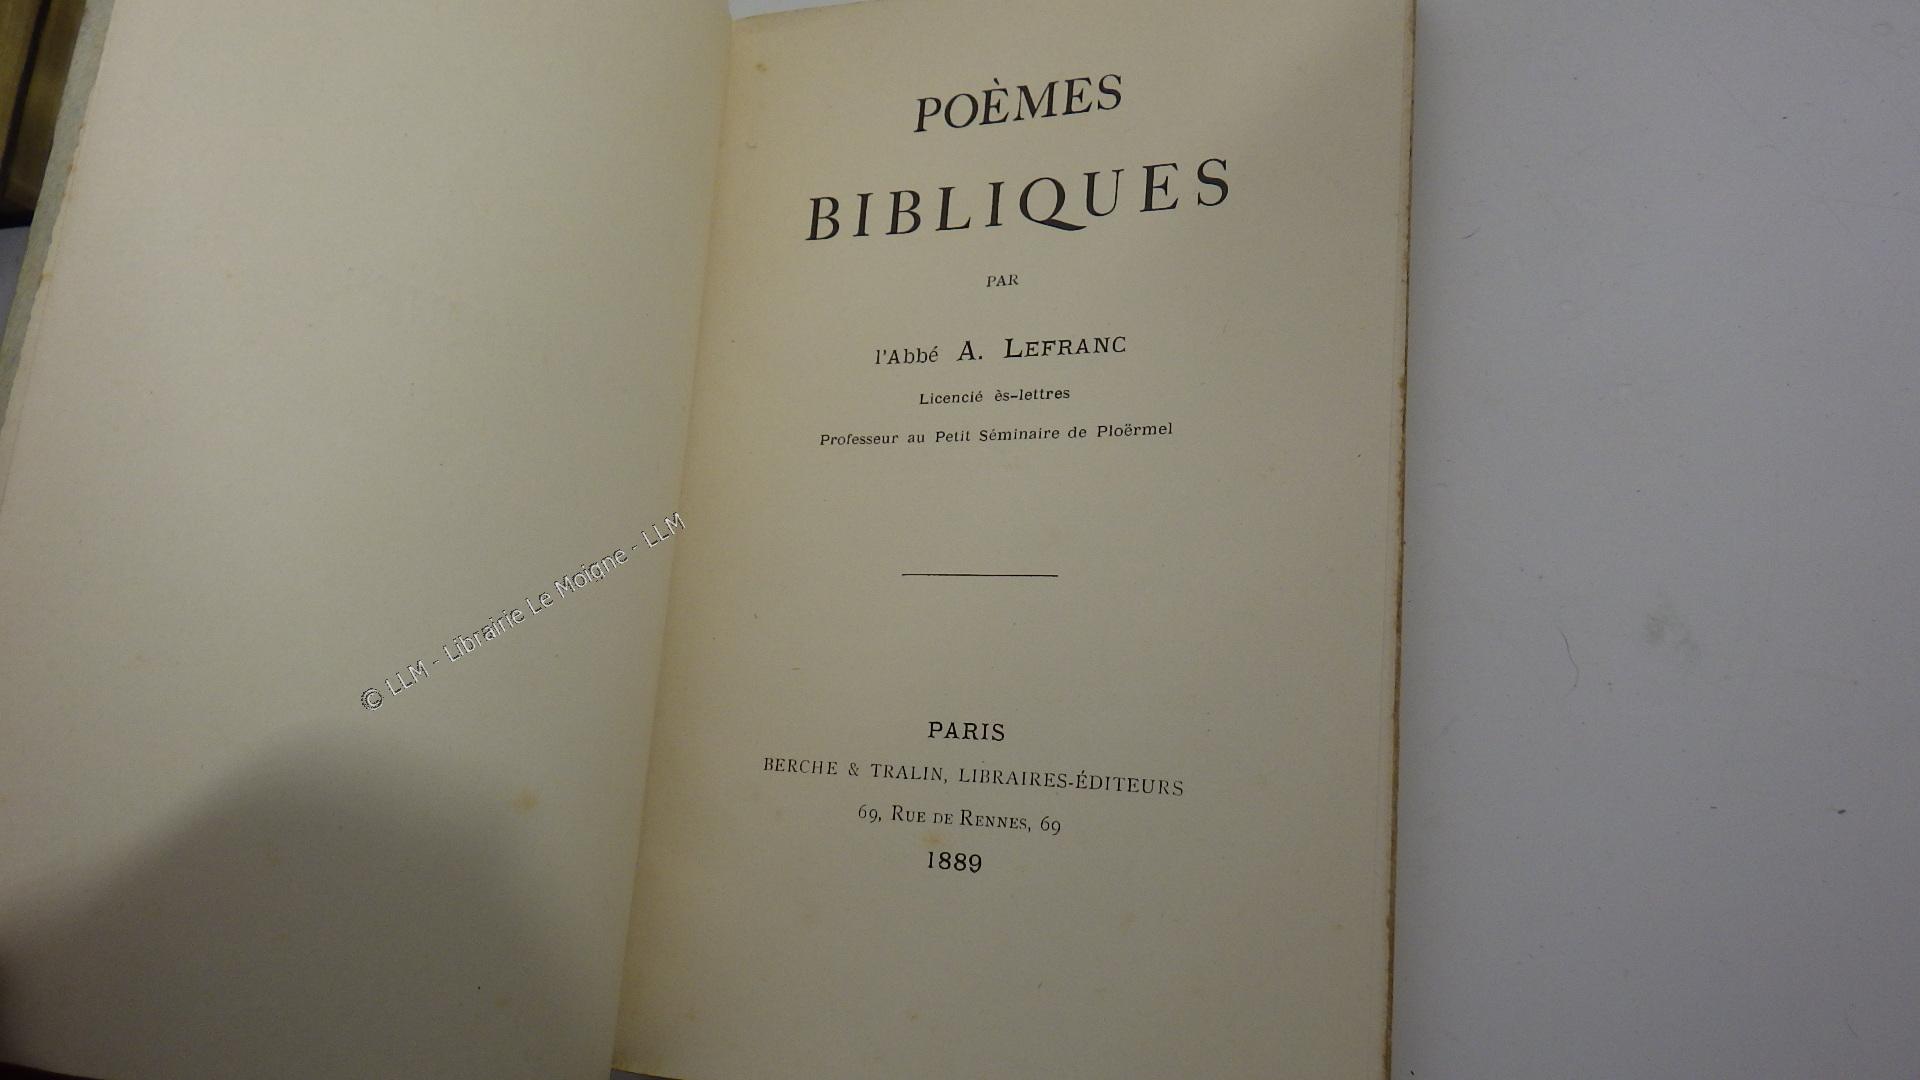 POÈMES
BIBLIQUES
PAR
l'Abbé A. LEFRANC
Licencié ès-lettres
Professeur au Petit Séminaire de Ploërmel
PARIS
BERCHE & TRALIN, LIBRAIRES-ÉDITEURS
69, RUE DE RENNES, 69
1889
© LLM - Librairie Le Moigne - LLM